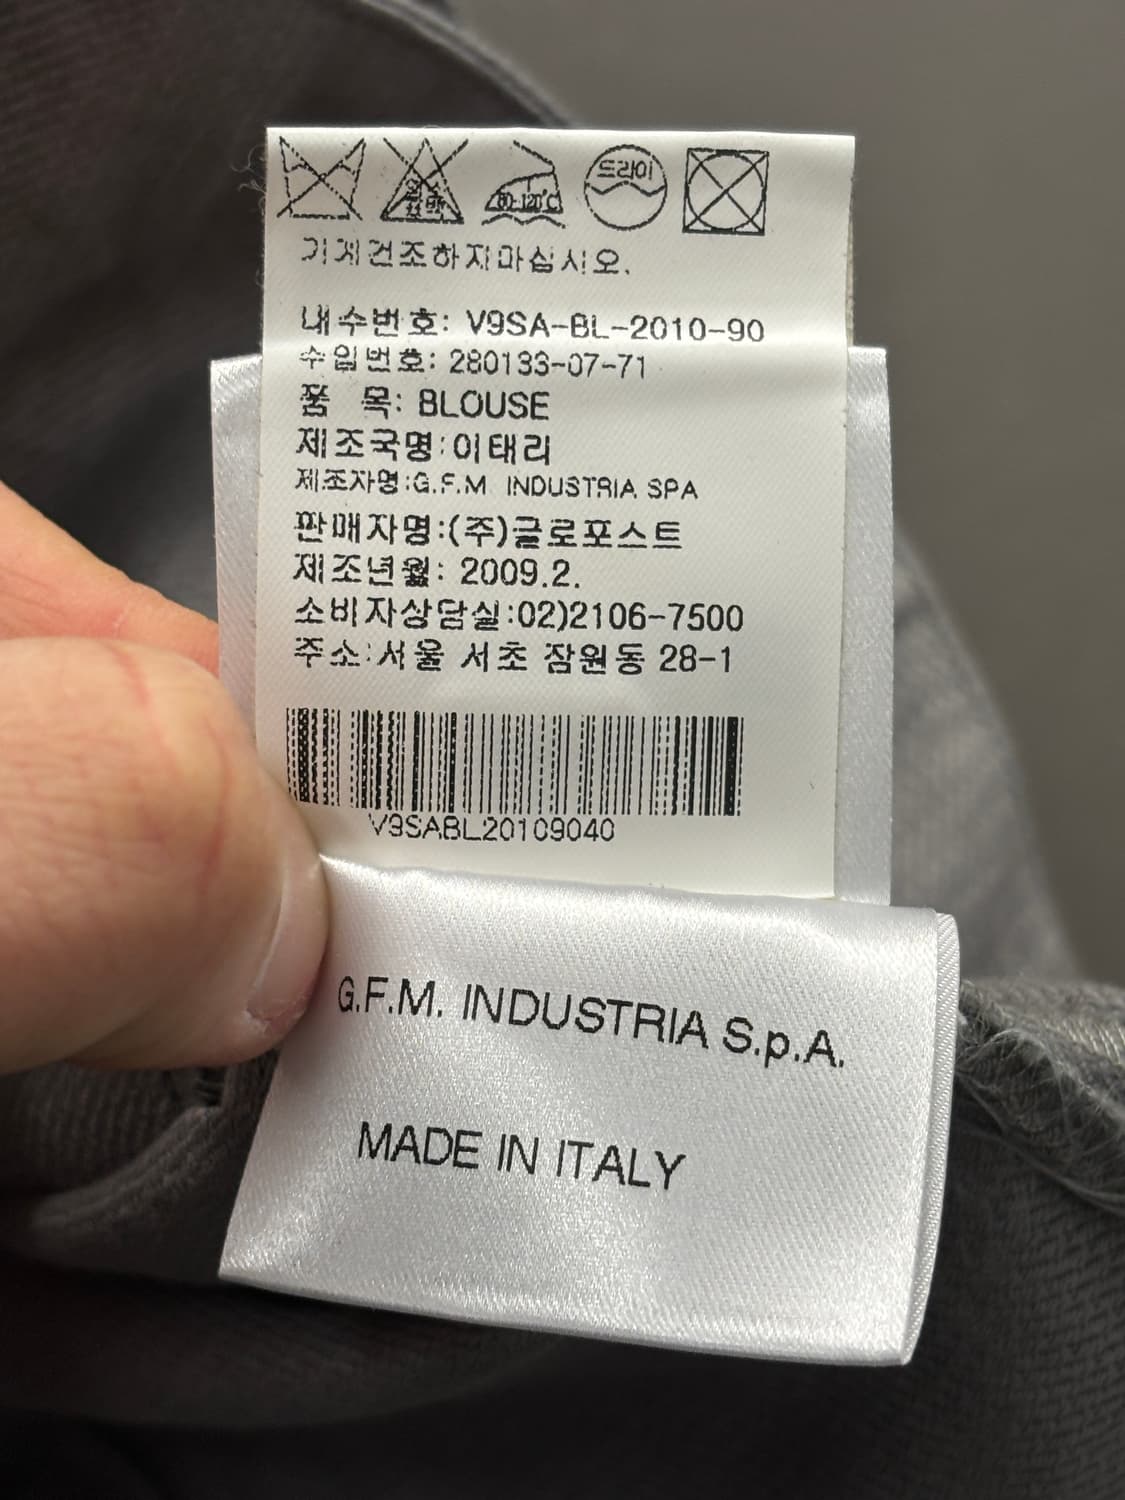 80-120℃
드라이
기계건조하지마십시오.
내수번호: V9SA-BL-2010-90
수입번호: 280133-07-71
품 목: BLOUSE
제조국명:이태리
제조자명:G.F.M INDUSTRIA SPA
판매자명:(주)글로포스트
제조년월: 2009.2.
소비자상담실:02)2106-7500
주소:서울 서초 잠원동 28-1
V9SABL20109040
G.F.M. INDUSTRIA S.p.A.
MADE IN ITALY